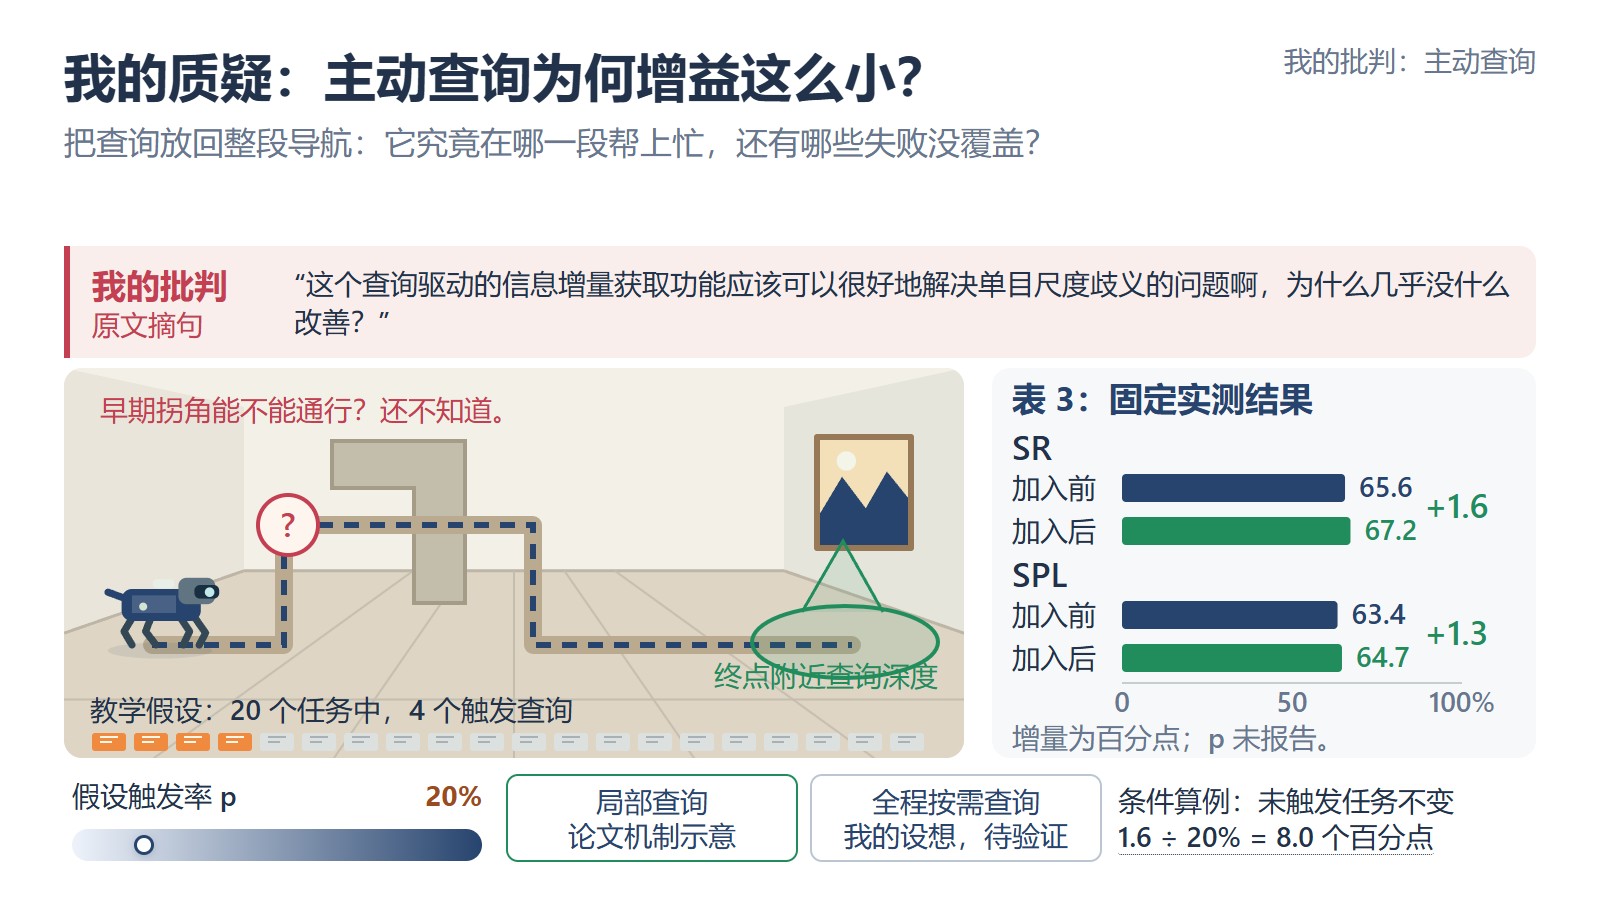 我的质疑：主动查询为何增益这么小？
我的批判：主动查询
把查询放回整段导航：它究竟在哪一段帮上忙，还有哪些失败没覆盖？
我的批判
原文摘句
“这个查询驱动的信息增量获取功能应该可以很好地解决单目尺度歧义的问题啊，为什么几乎没什么
改善？”
早期拐角能不能通行？还不知道。
?
终点附近查询深度
教学假设：20 个任务中，4 个触发查询
表 3：固定实测结果
SR
加入前 65.6
加入后 67.2
+1.6
SPL
加入前 63.4
加入后 64.7
+1.3
0 50 100%
增量为百分点；p 未报告。
假设触发率 p 20%
局部查询
论文机制示意
全程按需查询
我的设想，待验证
条件算例：未触发任务不变
1.6 ÷ 20% = 8.0 个百分点